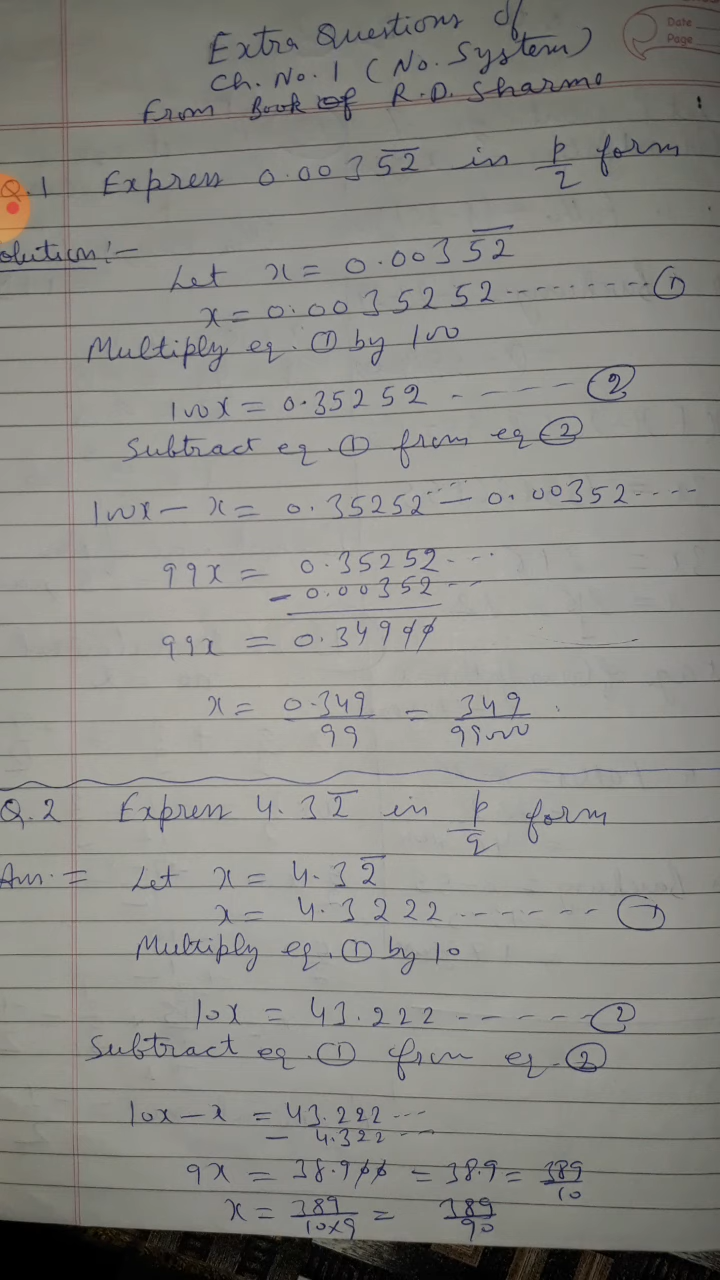 Date
Page
Extra Questions of
Ch. No. 1 (No. System)
From Book of R.D. Sharma
Q.1 Express 0.0035̅2̅ in p/q form
olution:-
Let x = 0.0035̅2̅
x = 0.0035252--------- ①
Multiply eq. ① by 100
100x = 0.35252 - - - - - ②
Subtract eq. ① from eq ②
100x - x = 0.35252---- - 0.00352----
99x = 0.35252---
- 0.00352---
99x = 0.34900
x = 0.349/99 = 349/99000
Q.2 Express 4.32̅ in p/q form
Ans. = Let x = 4.32̅
x = 4.3222------- ①
Multiply eq. ① by 10
10x = 43.222 ------ ②
Subtract eq. ① from eq. ②
10x - x = 43.222---
- 4.322---
9x = 38.900 = 38.9 = 389/10
x = 389/10×9 = 389/90